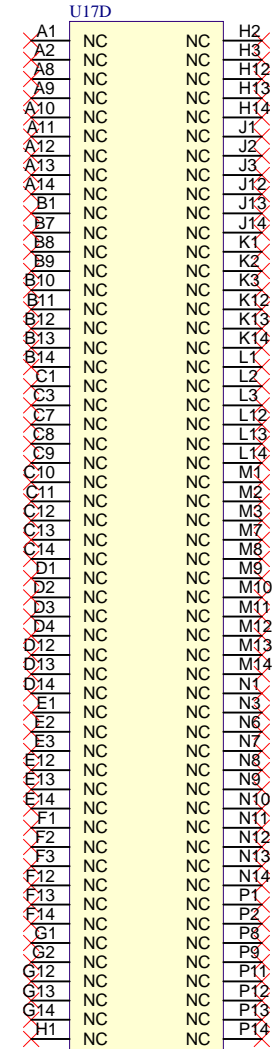 U17D
A1 NC NC H2
A2 NC NC H3
A8 NC NC H12
A9 NC NC H13
A10 NC NC H14
A11 NC NC J1
A12 NC NC J2
A13 NC NC J3
A14 NC NC J12
B1 NC NC J13
B7 NC NC J14
B8 NC NC K1
B9 NC NC K2
B10 NC NC K3
B11 NC NC K12
B12 NC NC K13
B13 NC NC K14
B14 NC NC L1
C1 NC NC L2
C3 NC NC L3
C7 NC NC L12
C8 NC NC L13
C9 NC NC L14
C10 NC NC M1
C11 NC NC M2
C12 NC NC M3
C13 NC NC M7
C14 NC NC M8
D1 NC NC M9
D2 NC NC M10
D3 NC NC M11
D4 NC NC M12
D12 NC NC M13
D13 NC NC M14
D14 NC NC N1
E1 NC NC N3
E2 NC NC N6
E3 NC NC N7
E12 NC NC N8
E13 NC NC N9
E14 NC NC N10
F1 NC NC N11
F2 NC NC N12
F3 NC NC N13
F12 NC NC N14
F13 NC NC P1
F14 NC NC P2
G1 NC NC P8
G2 NC NC P9
G12 NC NC P11
G13 NC NC P12
G14 NC NC P13
H1 NC NC P14